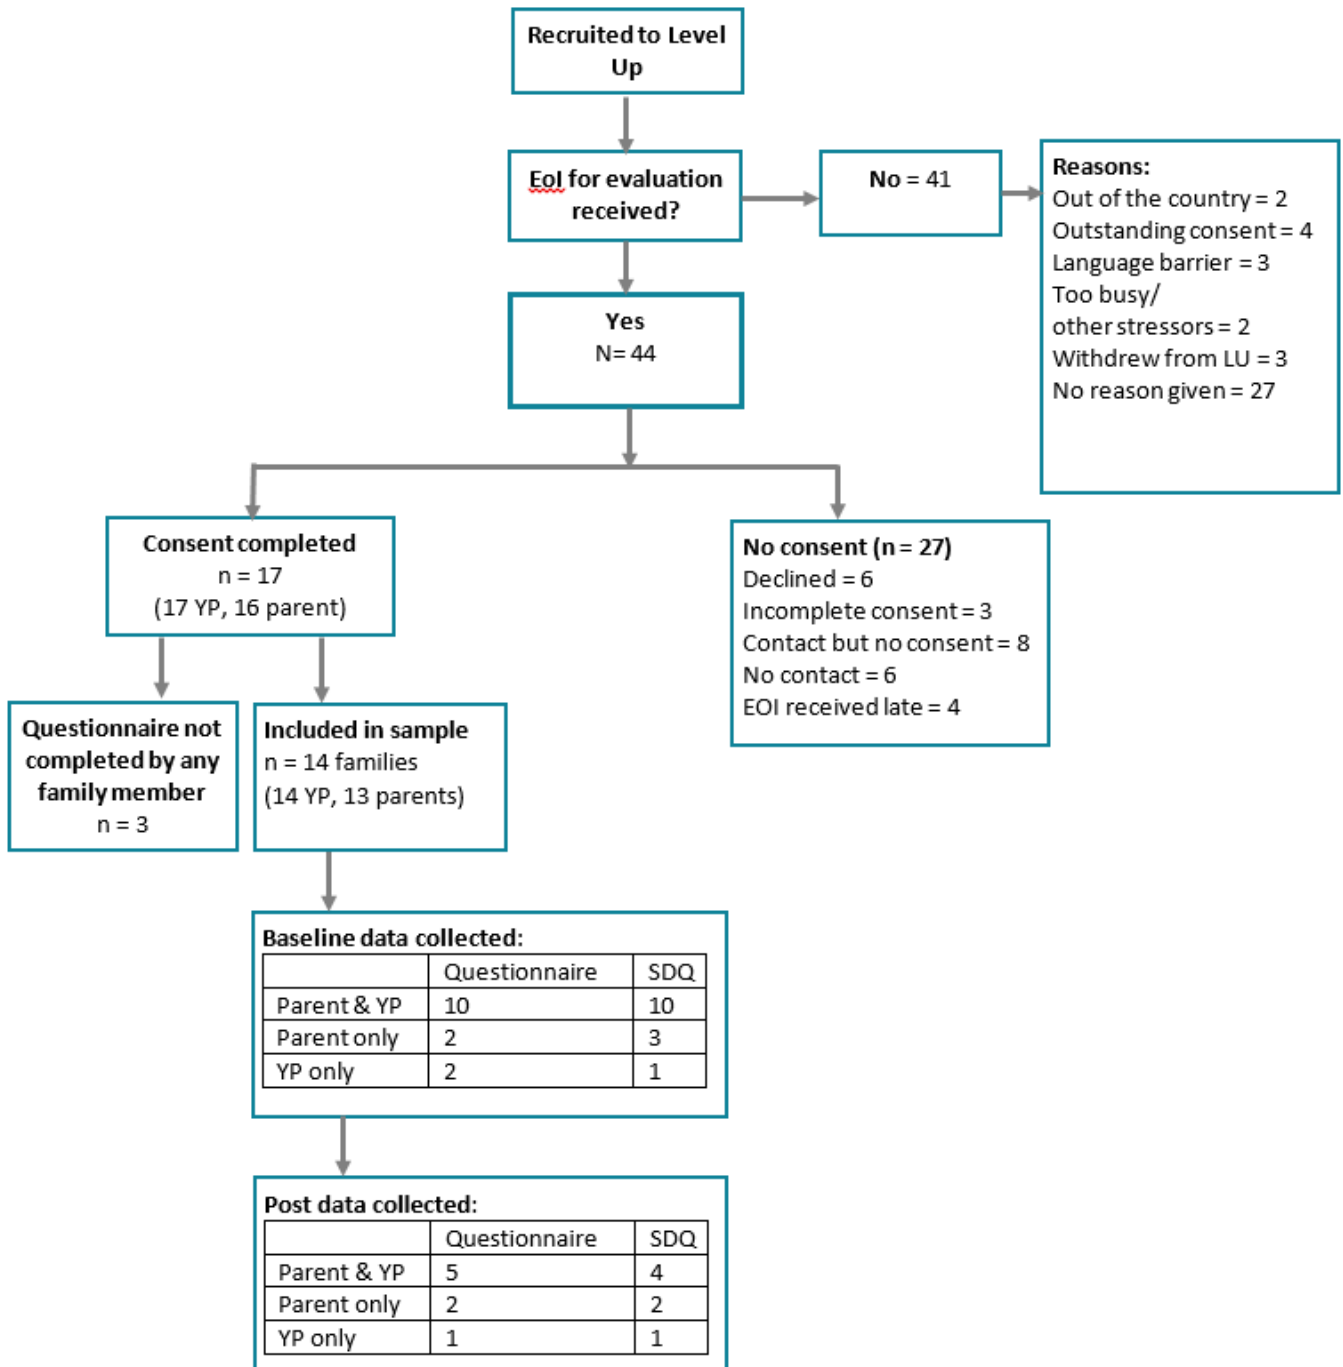 Recruited to Level
Up
EoI for evaluation
received?
No = 41
Reasons:
Out of the country = 2
Outstanding consent = 4
Language barrier = 3
Too busy/
other stressors = 2
Withdrew from LU = 3
No reason given = 27
Yes
N= 44
Consent completed
n = 17
(17 YP, 16 parent)
No consent (n = 27)
Declined = 6
Incomplete consent = 3
Contact but no consent = 8
No contact = 6
EOI received late = 4
Questionnaire not
completed by any
family member
n = 3
Included in sample
n = 14 families
(14 YP, 13 parents)
Baseline data collected:
Questionnaire SDQ
Parent & YP 10 10
Parent only 2 3
YP only 2 1
Post data collected:
Questionnaire SDQ
Parent & YP 5 4
Parent only 2 2
YP only 1 1